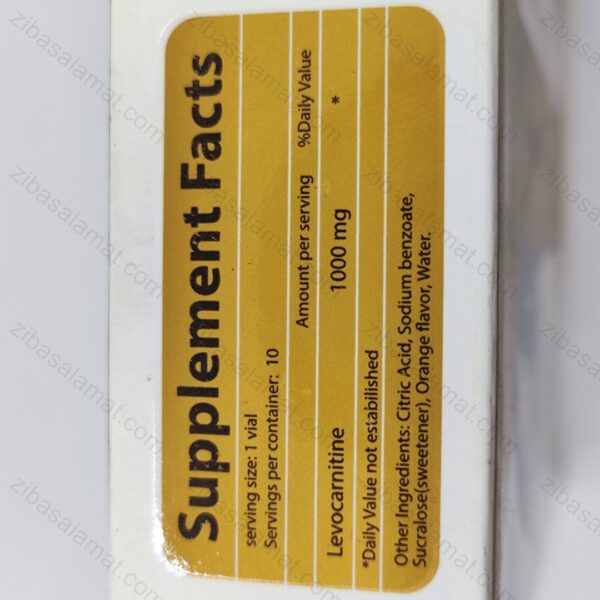 Supplement Facts
serving size: 1 vial
Servings per container: 10
Amount per serving %Daily Value
Levocarnitine 1000 mg *
*Daily Value not estabilished
Other Ingredients: Citric Acid, Sodium benzoate,
Sucralose(sweetener), Orange flavor, Water.
zibasalamat.com